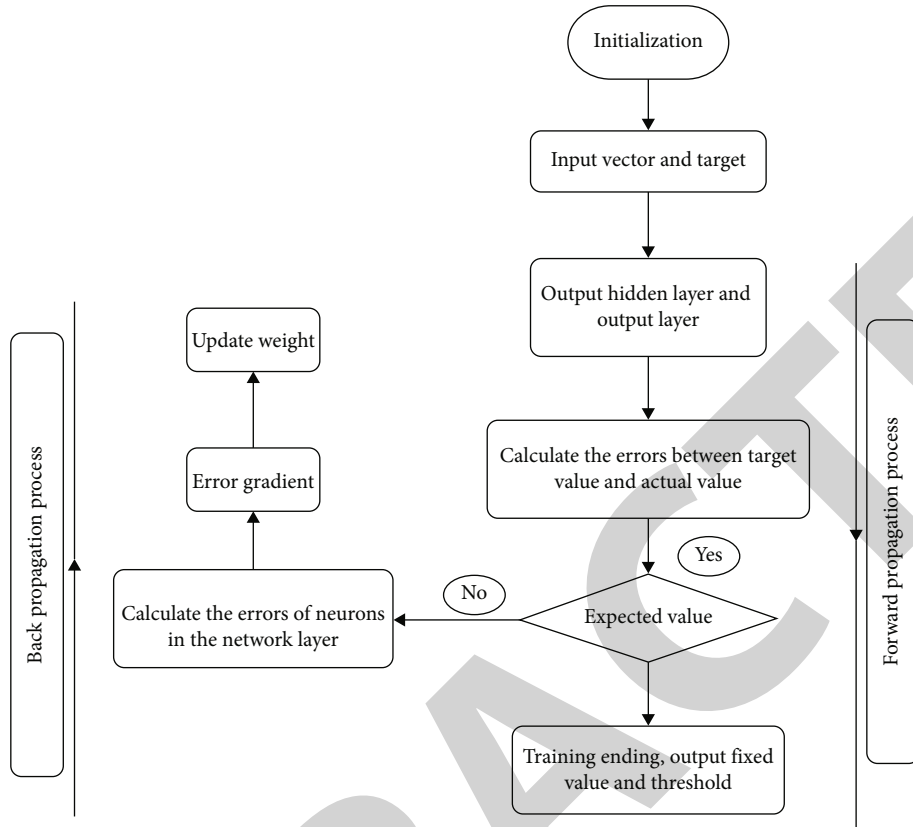 Initialization
Input vector and target
Output hidden layer and
output layer
Calculate the errors between target
value and actual value
Yes
Expected value
No
Training ending, output fixed
value and threshold
Calculate the errors of neurons
in the network layer
Error gradient
Update weight
Back propagation process
Forward propagation process